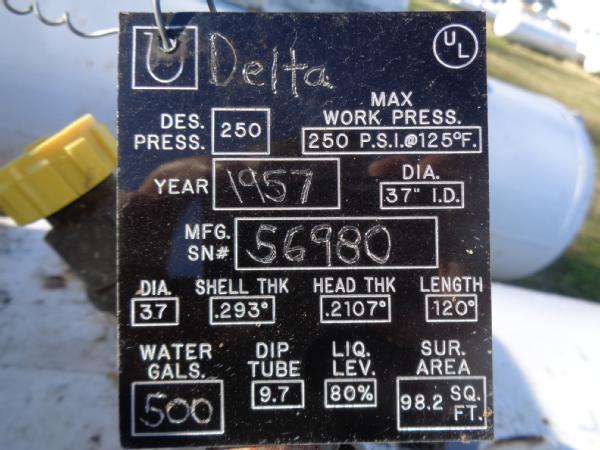 U Delta UL
MAX
DES. WORK PRESS.
PRESS. 250 250 P.S.I.@125°F.
YEAR 1957 DIA.
37" I.D.
MFG. SN# 56980
DIA. SHELL THK HEAD THK LENGTH
37 .293° .2107° 120°
WATER DIP LIQ. SUR.
GALS. TUBE LEV. AREA
500 9.7 80% 98.2 SQ. FT.